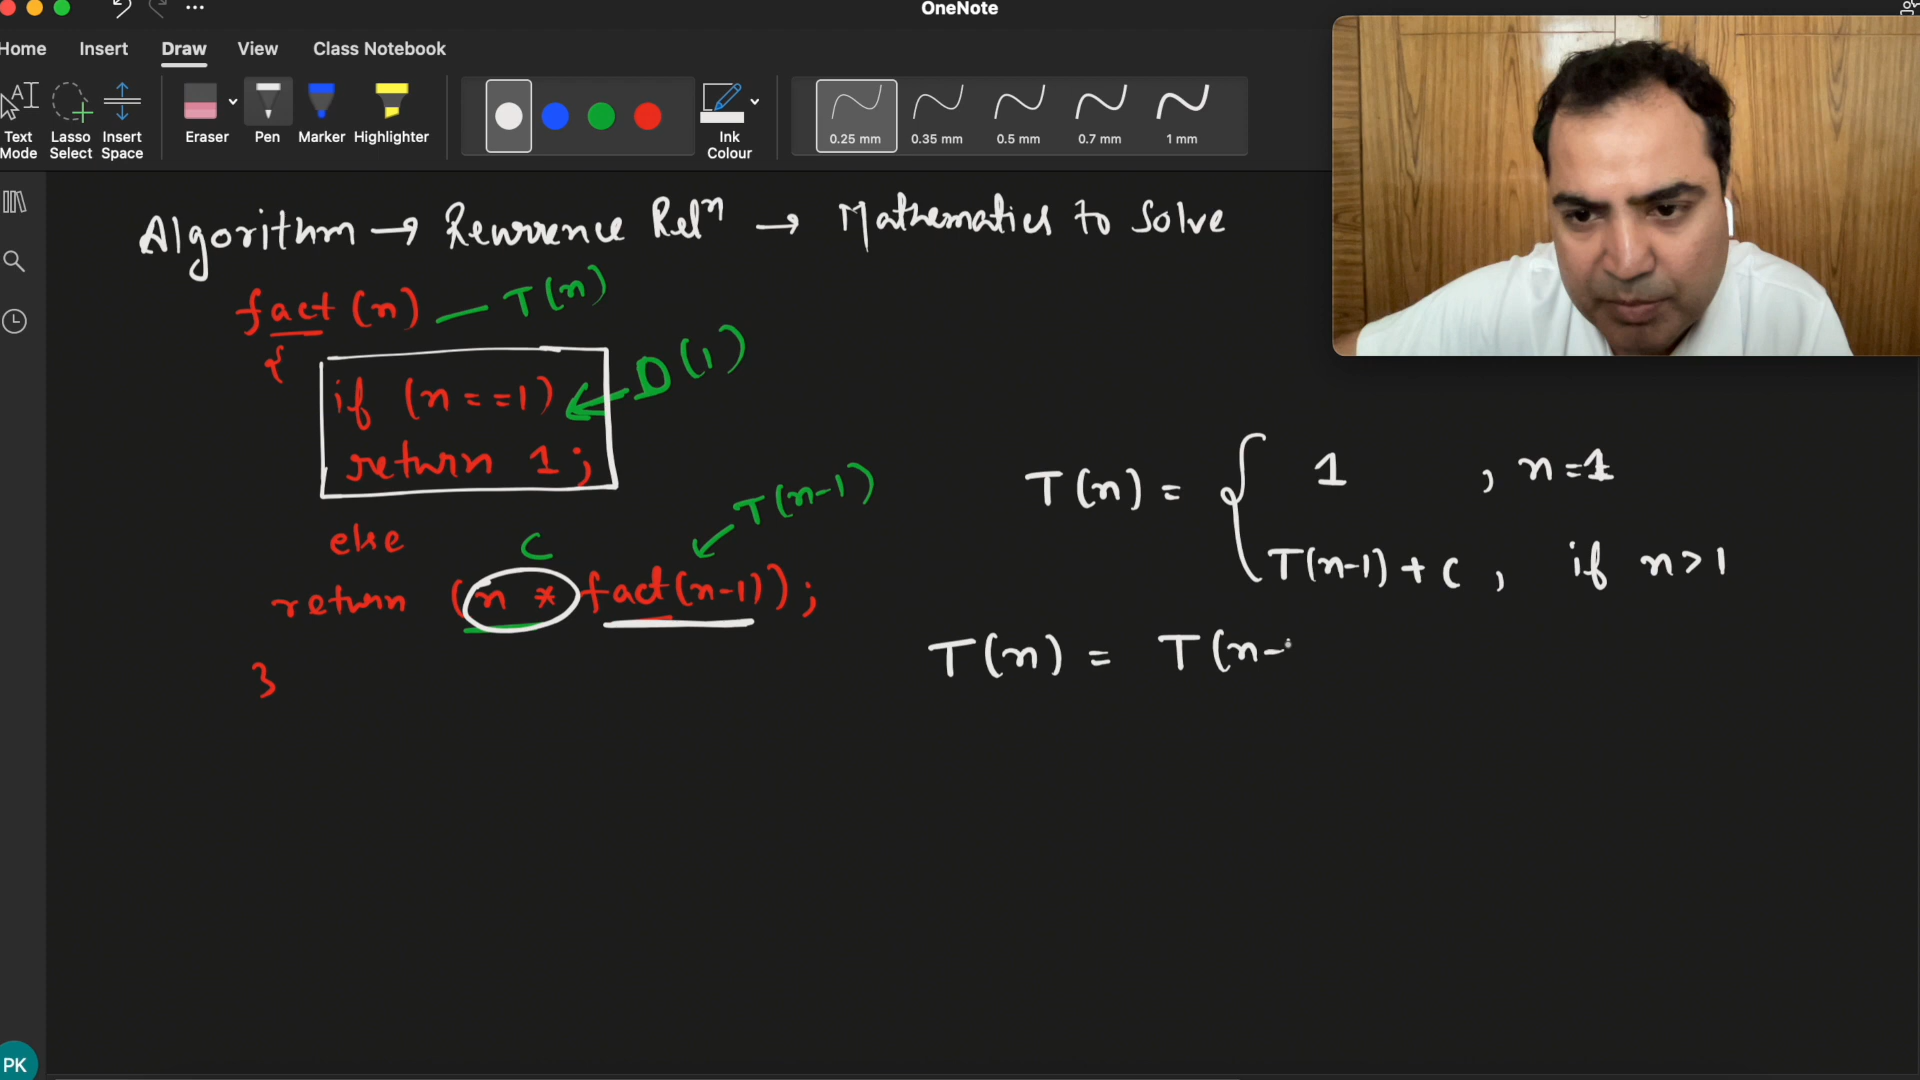 OneNote
Home Insert Draw View Class Notebook
Text Mode Lasso Select Insert Space Eraser Pen Marker Highlighter Ink Colour 0.25 mm 0.35 mm 0.5 mm 0.7 mm 1 mm
Algorithm → Recurrence Relⁿ → Mathematics to Solve
fact (n) — T(n)
{
if (n==1) ← O(1)
return 1;
else
return (n * fact(n-1));
C
T(n-1)
}
T(n) = { 1 , n=1
T(n-1) + C , if n>1
T(n) = T(n-
PK